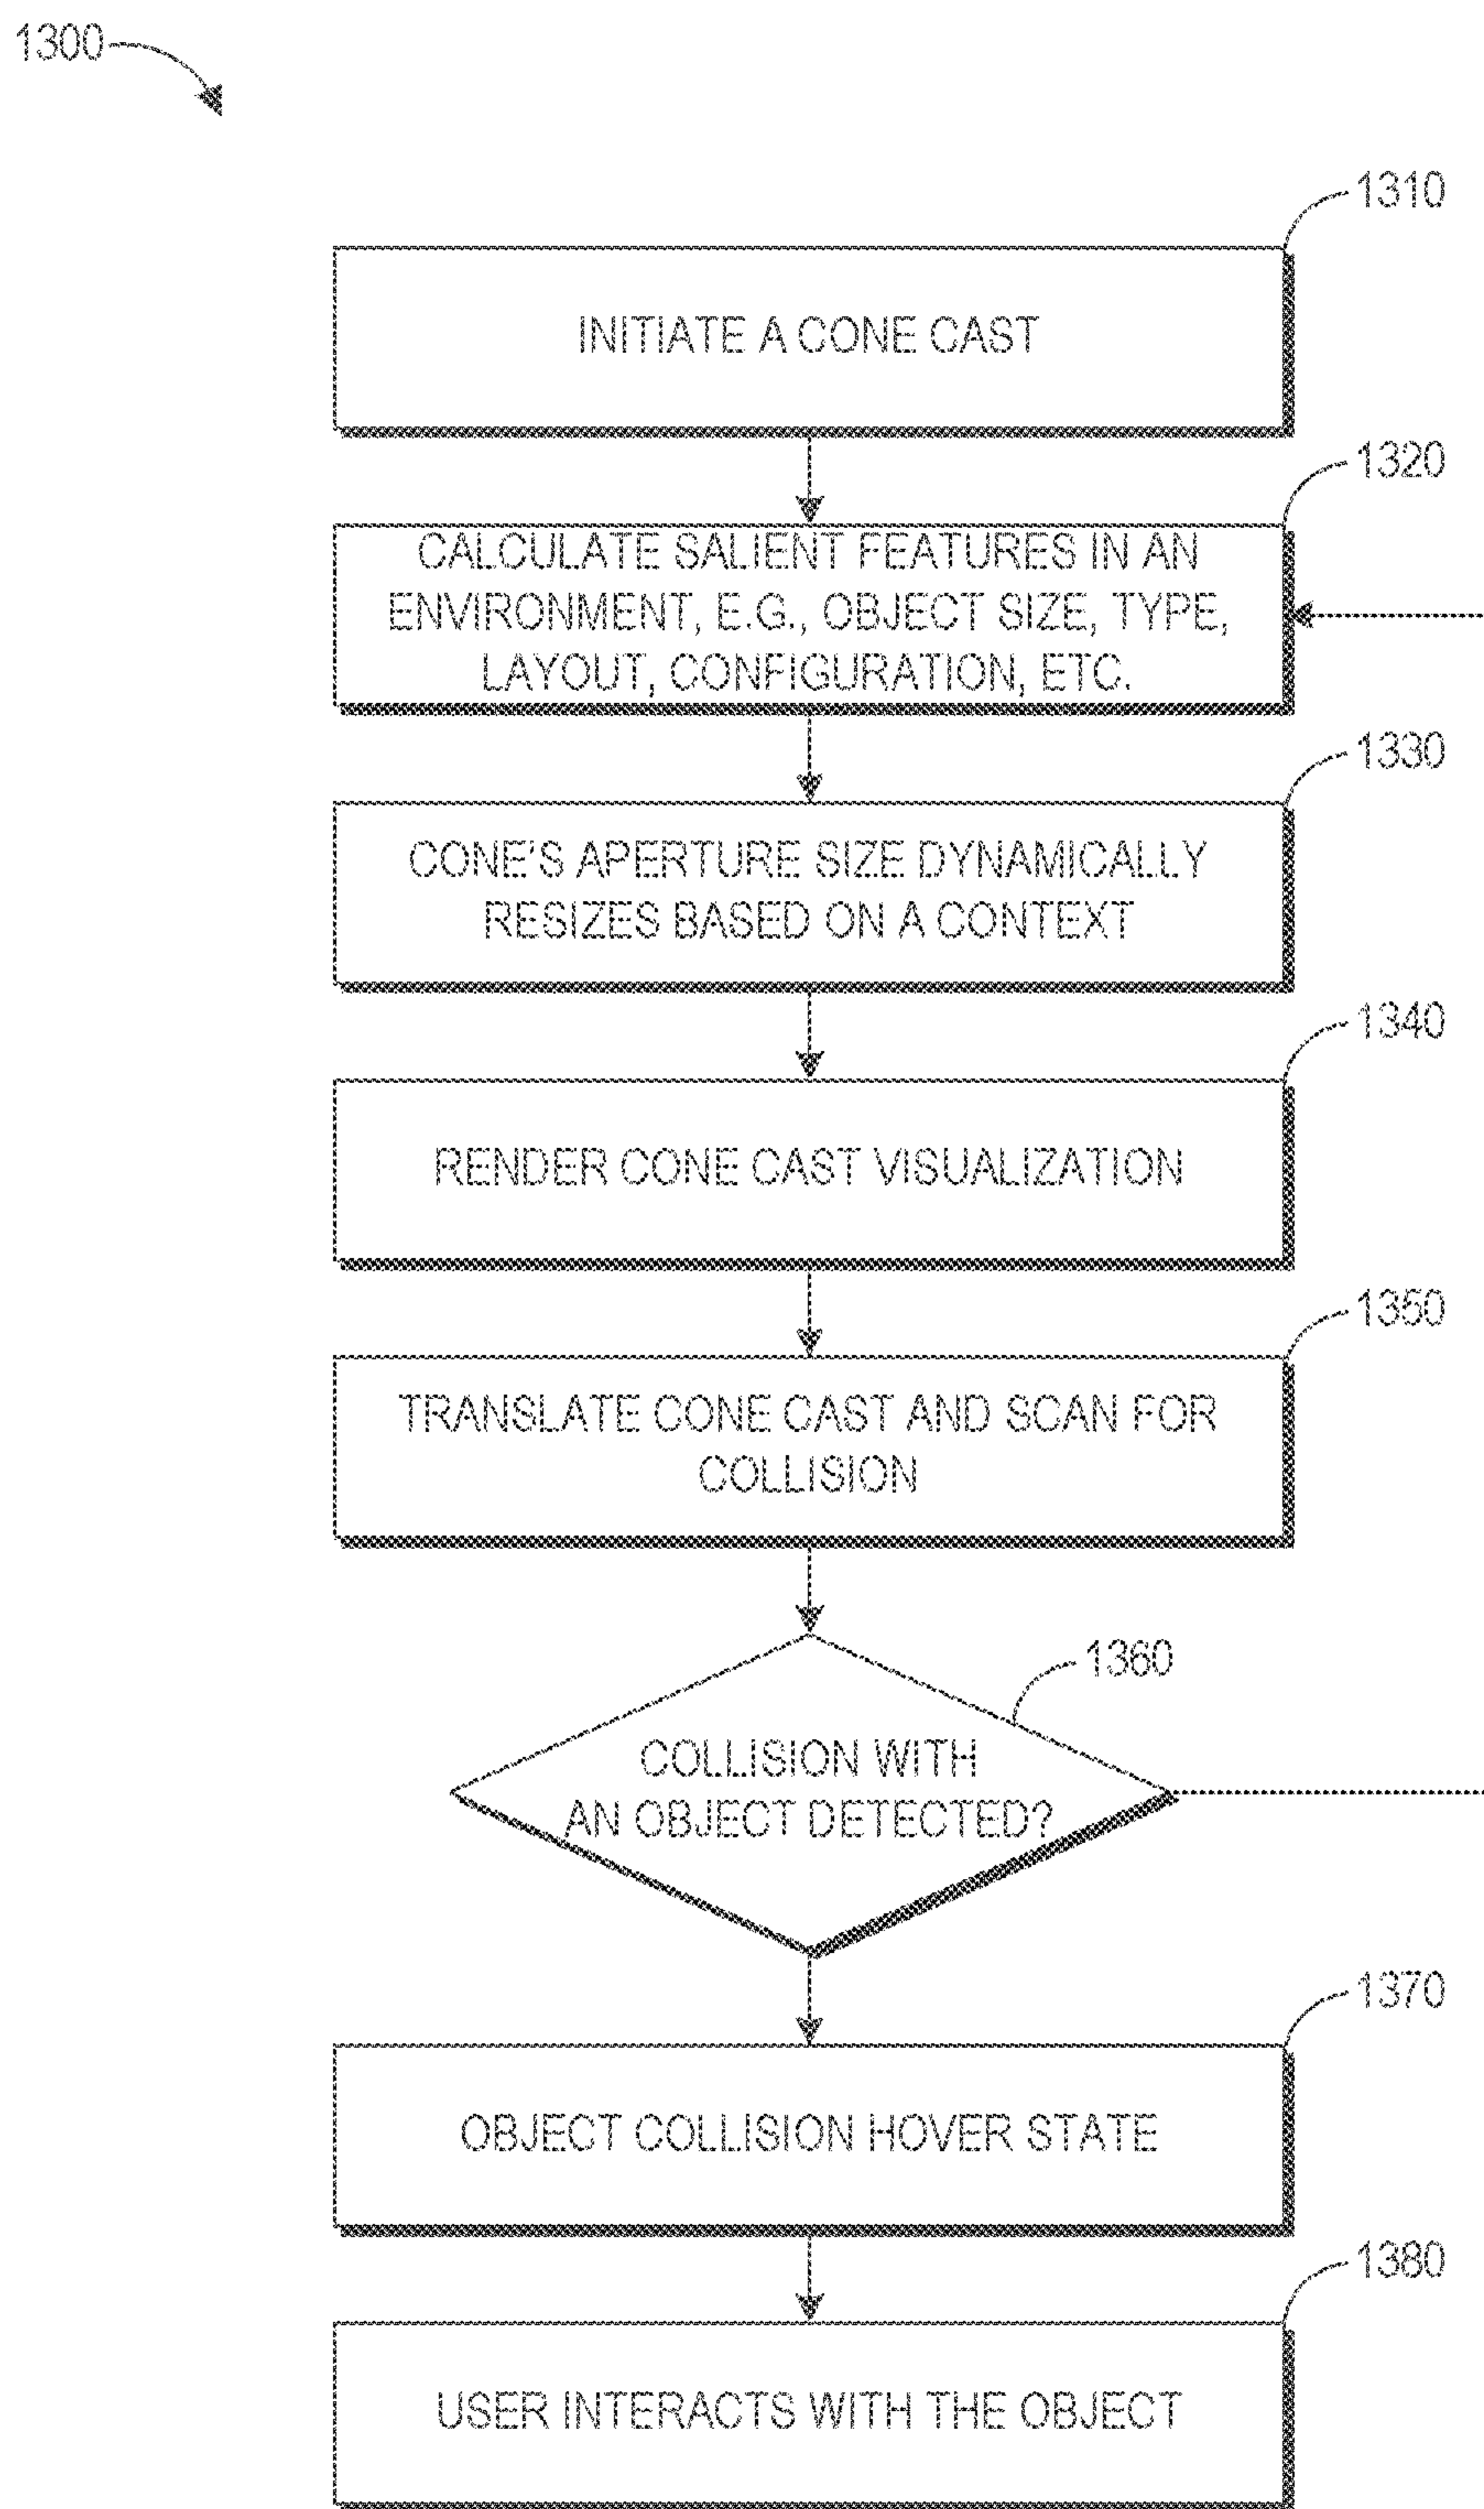 1300
1310
INITIATE A CONE CAST
1320
CALCULATE SALIENT FEATURES IN AN
ENVIRONMENT, E.G., OBJECT SIZE, TYPE,
LAYOUT, CONFIGURATION, ETC.
1330
CONE'S APERTURE SIZE DYNAMICALLY
RESIZES BASED ON A CONTEXT
1340
RENDER CONE CAST VISUALIZATION
1350
TRANSLATE CONE CAST AND SCAN FOR
COLLISION
1360
COLLISION WITH
AN OBJECT DETECTED?
1370
OBJECT COLLISION HOVER STATE
1380
USER INTERACTS WITH THE OBJECT